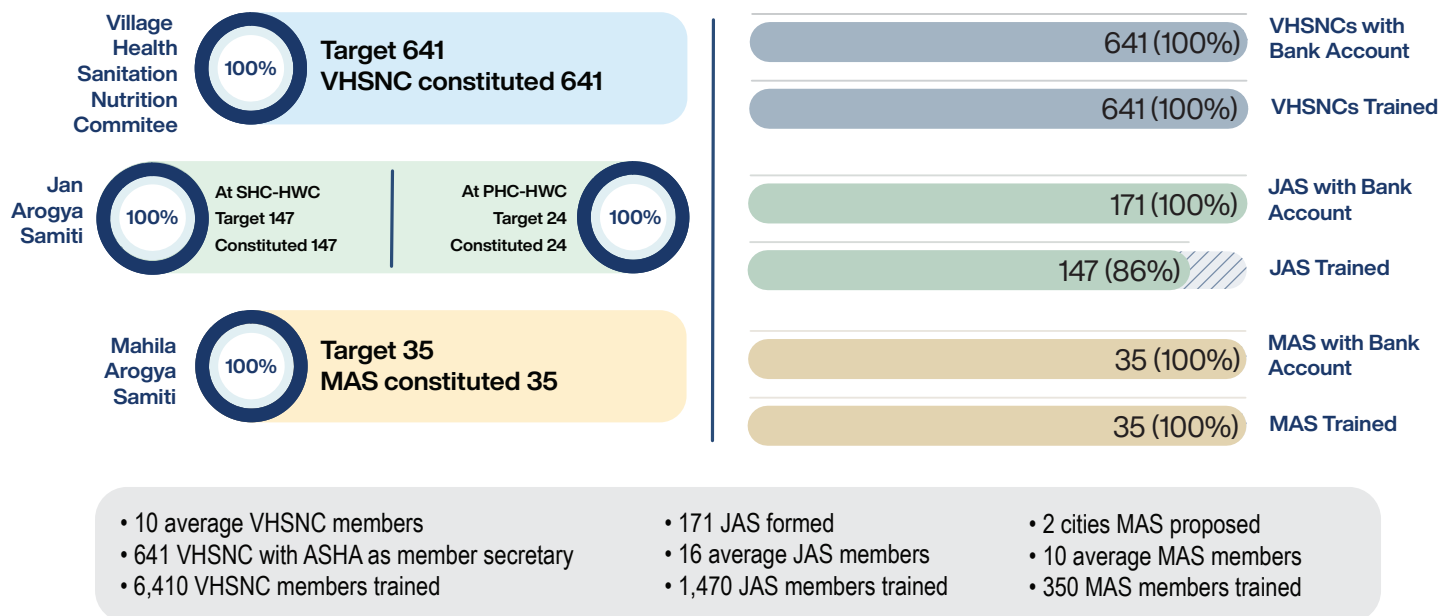 Village
Health
Sanitation
Nutrition
Commitee
100%
Target 641
VHSNC constituted 641
Jan
Arogya
Samiti
100%
At SHC-HWC
Target 147
Constituted 147
At PHC-HWC
Target 24
Constituted 24
100%
Mahila
Arogya
Samiti
100%
Target 35
MAS constituted 35
641 (100%)
VHSNCs with
Bank Account
641 (100%)
VHSNCs Trained
171 (100%)
JAS with Bank
Account
147 (86%)
JAS Trained
35 (100%)
MAS with Bank
Account
35 (100%)
MAS Trained
• 10 average VHSNC members
• 641 VHSNC with ASHA as member secretary
• 6,410 VHSNC members trained
• 171 JAS formed
• 16 average JAS members
• 1,470 JAS members trained
• 2 cities MAS proposed
• 10 average MAS members
• 350 MAS members trained